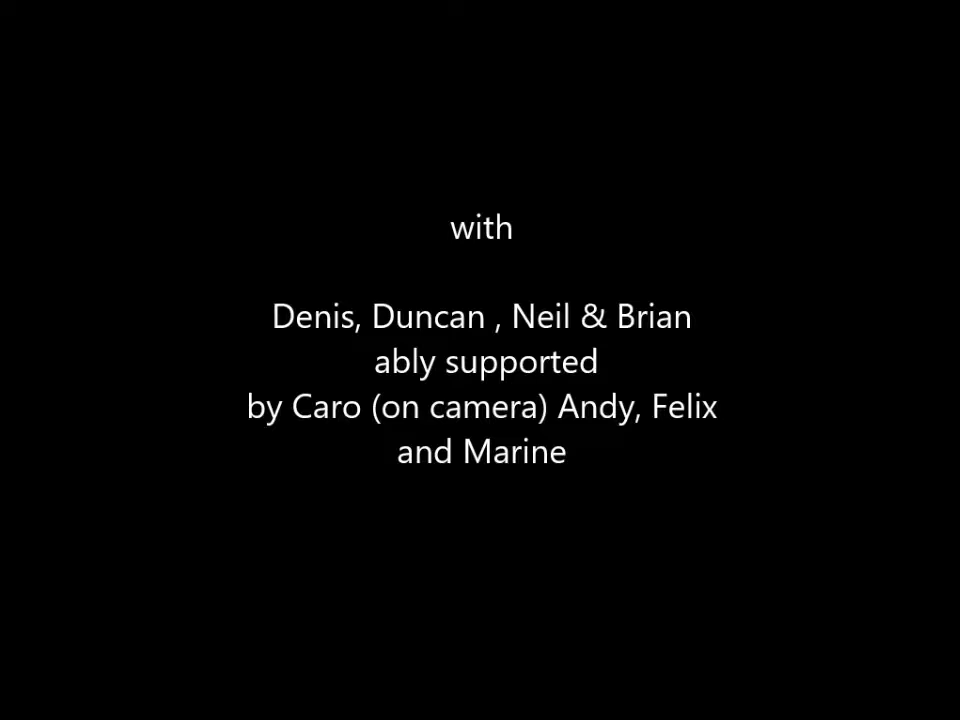 with
Denis, Duncan , Neil & Brian
ably supported
by Caro (on camera) Andy, Felix
and Marine